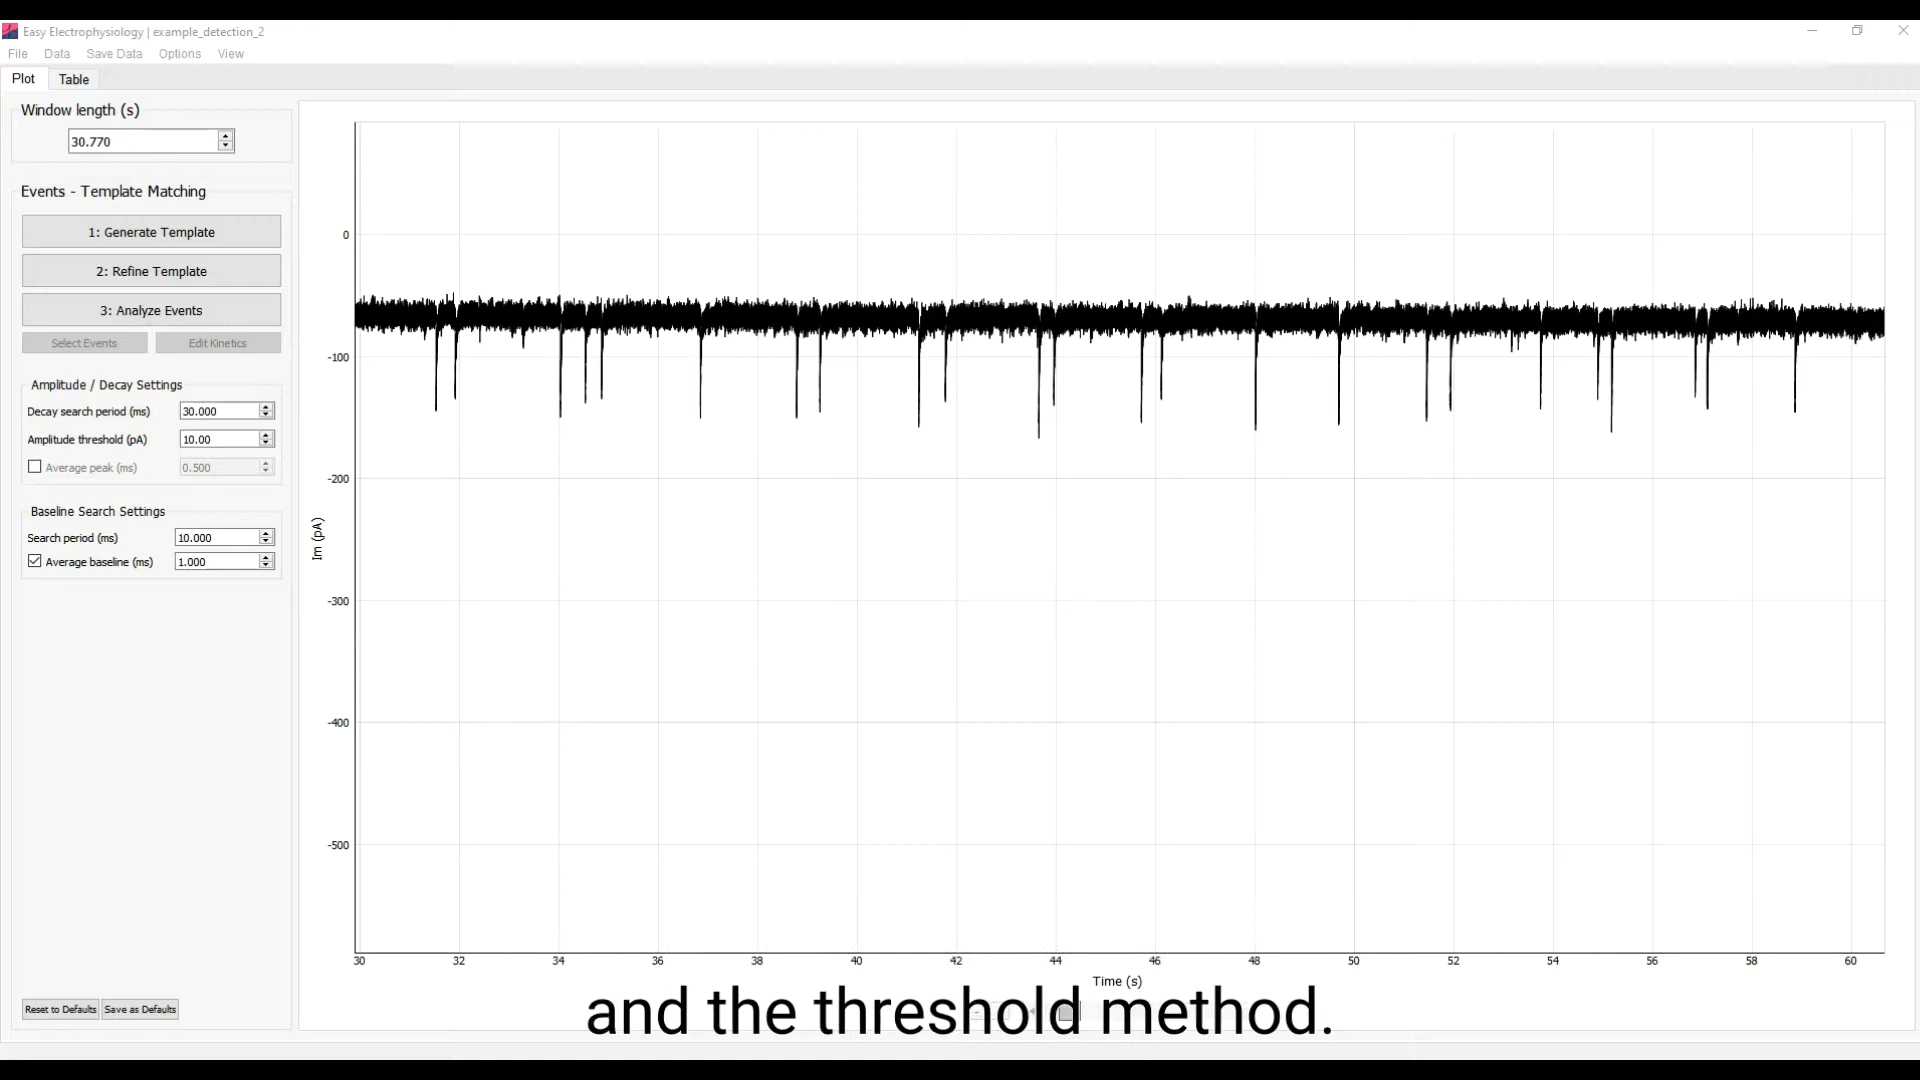 Easy Electrophysiology | example_detection_2
File Data Save Data Options View
Plot Table
Window length (s)
30.770
Events - Template Matching
1: Generate Template
2: Refine Template
3: Analyze Events
Select Events Edit Kinetics
Amplitude / Decay Settings
Decay search period (ms) 30.000
Amplitude threshold (pA) 10.00
Average peak (ms) 0.500
Baseline Search Settings
Search period (ms) 10.000
Average baseline (ms) 1.000
Reset to Defaults Save as Defaults
0
-100
-200
-300
-400
-500
Im (pA)
30 32 34 36 38 40 42 44 46 48 50 52 54 56 58 60
Time (s)
and the threshold method.